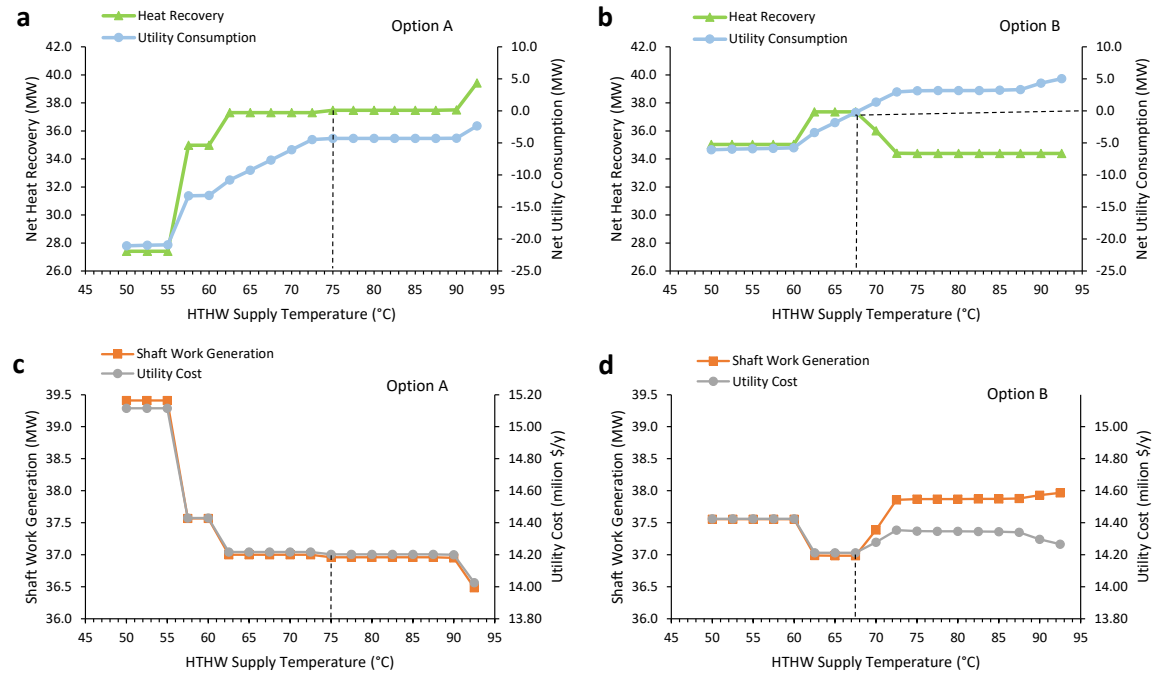 a
Heat Recovery
Utility Consumption
Option A
42.0
40.0
38.0
36.0
34.0
32.0
30.0
28.0
26.0
Net Heat Recovery (MW)
10.0
5.0
0.0
-5.0
-10.0
-15.0
-20.0
-25.0
Net Utility Consumption (MW)
45 50 55 60 65 70 75 80 85 90 95
HTHW Supply Temperature (°C)
b
Heat Recovery
Utility Consumption
Option B
42.0
40.0
38.0
36.0
34.0
32.0
30.0
28.0
26.0
Net Heat Recovery (MW)
10.0
5.0
0.0
-5.0
-10.0
-15.0
-20.0
-25.0
Net Utility Consumption (MW)
45 50 55 60 65 70 75 80 85 90 95
HTHW Supply Temperature (°C)
c
Shaft Work Generation
Utility Cost
Option A
39.5
39.0
38.5
38.0
37.5
37.0
36.5
36.0
Shaft Work Generation (MW)
15.20
15.00
14.80
14.60
14.40
14.20
14.00
13.80
Utility Cost (milion $/y)
45 50 55 60 65 70 75 80 85 90 95
HTHW Supply Temperature (°C)
d
Shaft Work Generation
Utility Cost
Option B
39.5
39.0
38.5
38.0
37.5
37.0
36.5
36.0
Shaft Work Generation (MW)
15.00
14.80
14.60
14.40
14.20
14.00
13.80
Utility Cost (milion $/y)
45 50 55 60 65 70 75 80 85 90 95
HTHW Supply Temperature (°C)